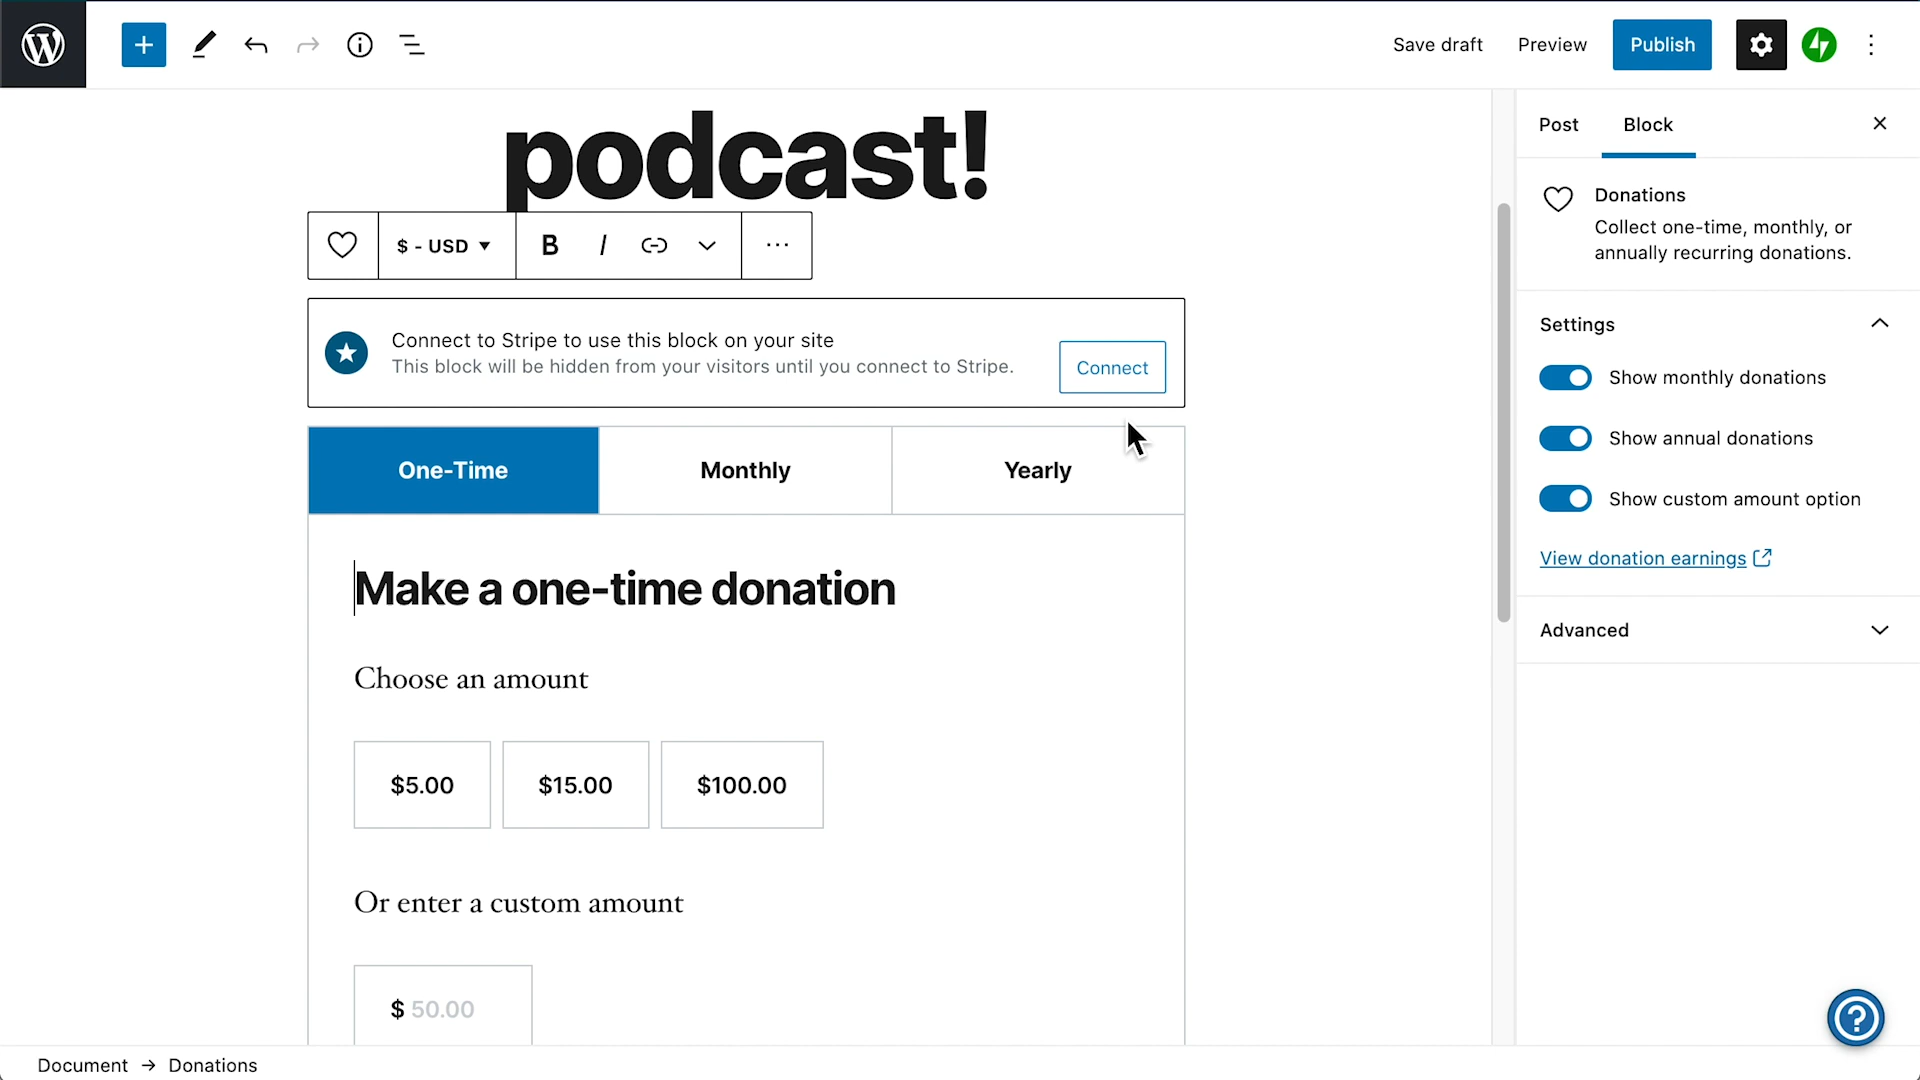 Save draft
Preview
Publish
podcast!
$ - USD
B I
Connect to Stripe to use this block on your site
This block will be hidden from your visitors until you connect to Stripe.
Connect
One-Time
Monthly
Yearly
Make a one-time donation
Choose an amount
$5.00
$15.00
$100.00
Or enter a custom amount
$ 50.00
Post
Block
Donations
Collect one-time, monthly, or
annually recurring donations.
Settings
Show monthly donations
Show annual donations
Show custom amount option
View donation earnings
Advanced
Document → Donations